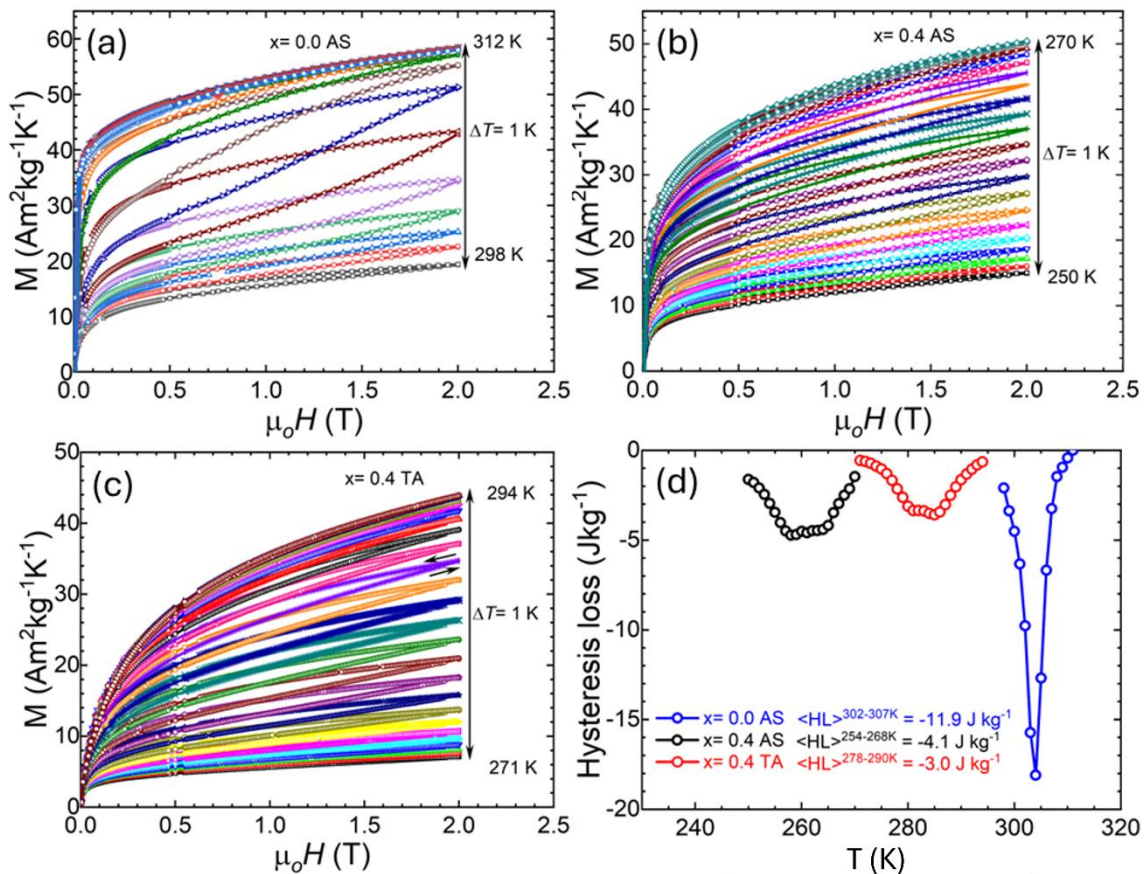 (a)
x= 0.0 AS
312 K
ΔT= 1 K
298 K
M (Am²kg⁻¹K⁻¹)
60
50
40
30
20
10
0
0.0 0.5 1.0 1.5 2.0 2.5
μₒH (T)
(b)
x= 0.4 AS
270 K
ΔT= 1 K
250 K
M (Am²kg⁻¹K⁻¹)
50
40
30
20
10
0
0.0 0.5 1.0 1.5 2.0 2.5
μₒH (T)
(c)
x= 0.4 TA
294 K
ΔT= 1 K
271 K
M (Am²kg⁻¹K⁻¹)
50
40
30
20
10
0
0.0 0.5 1.0 1.5 2.0 2.5
μₒH (T)
(d)
Hysteresis loss (Jkg⁻¹)
0
-5
-10
-15
-20
x= 0.0 AS <HL>³⁰²⁻³⁰⁷ᴷ = -11.9 J kg⁻¹
x= 0.4 AS <HL>²⁵⁴⁻²⁶⁸ᴷ = -4.1 J kg⁻¹
x= 0.4 TA <HL>²⁷⁸⁻²⁹⁰ᴷ = -3.0 J kg⁻¹
240 260 280 300 320
T (K)